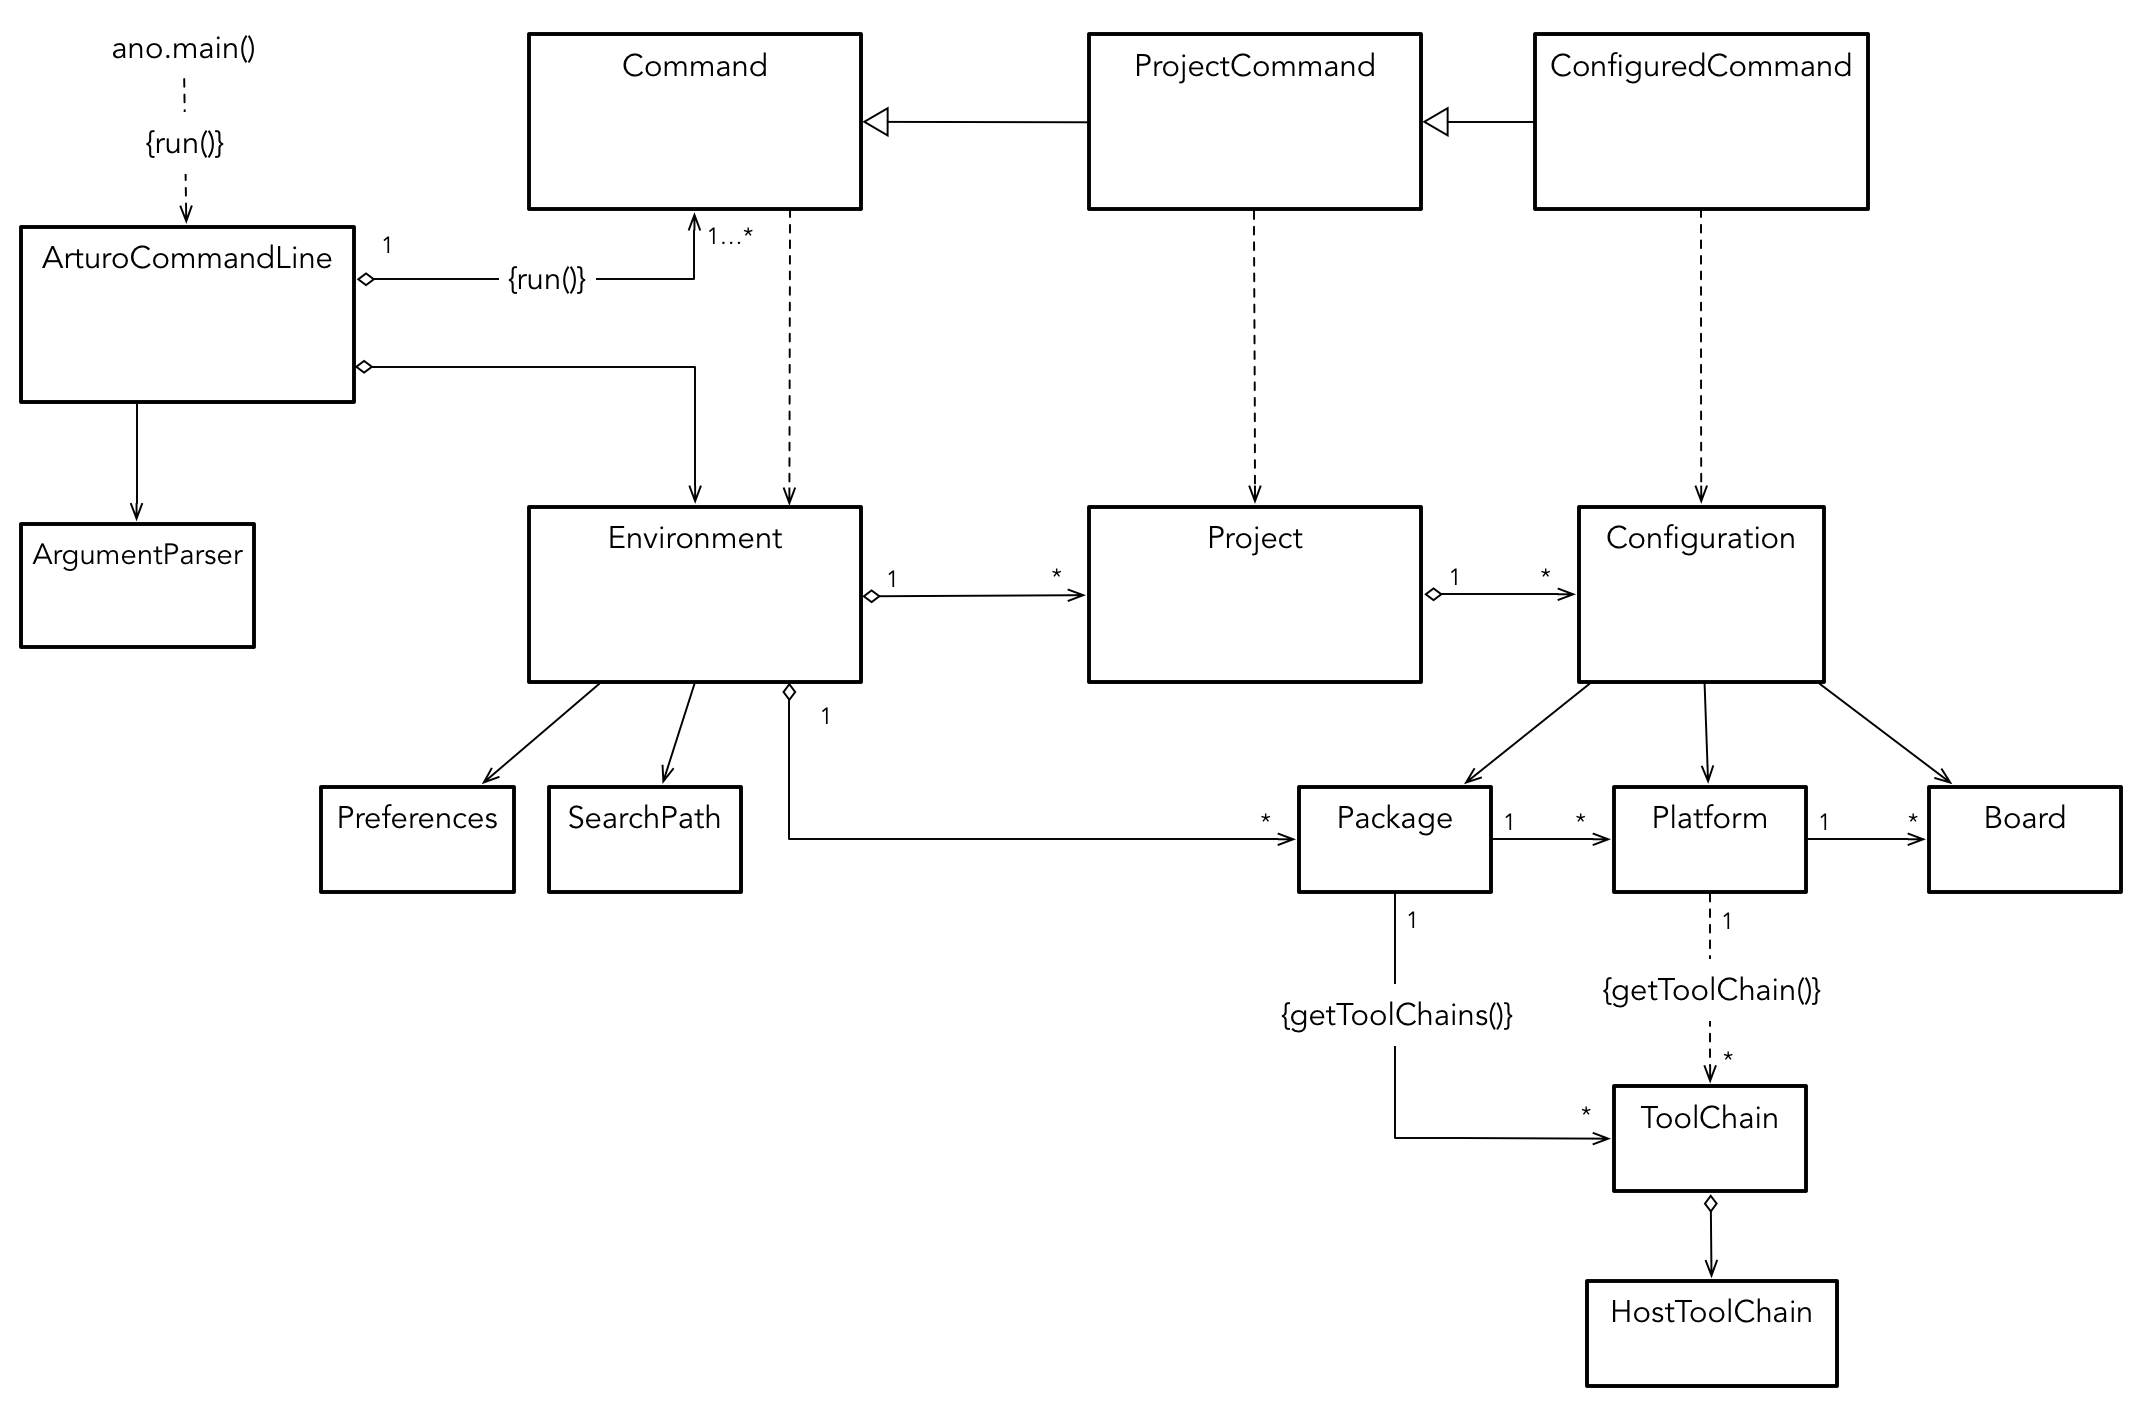 ano.main()
{run()}
Command
ProjectCommand
ConfiguredCommand
ArturoCommandLine
1
{run()}
1...*
ArgumentParser
Environment
1
*
Project
1
*
Configuration
1
Preferences
SearchPath
*
Package
1
*
Platform
1
*
Board
1
{getToolChains()}
*
1
{getToolChain()}
*
ToolChain
HostToolChain